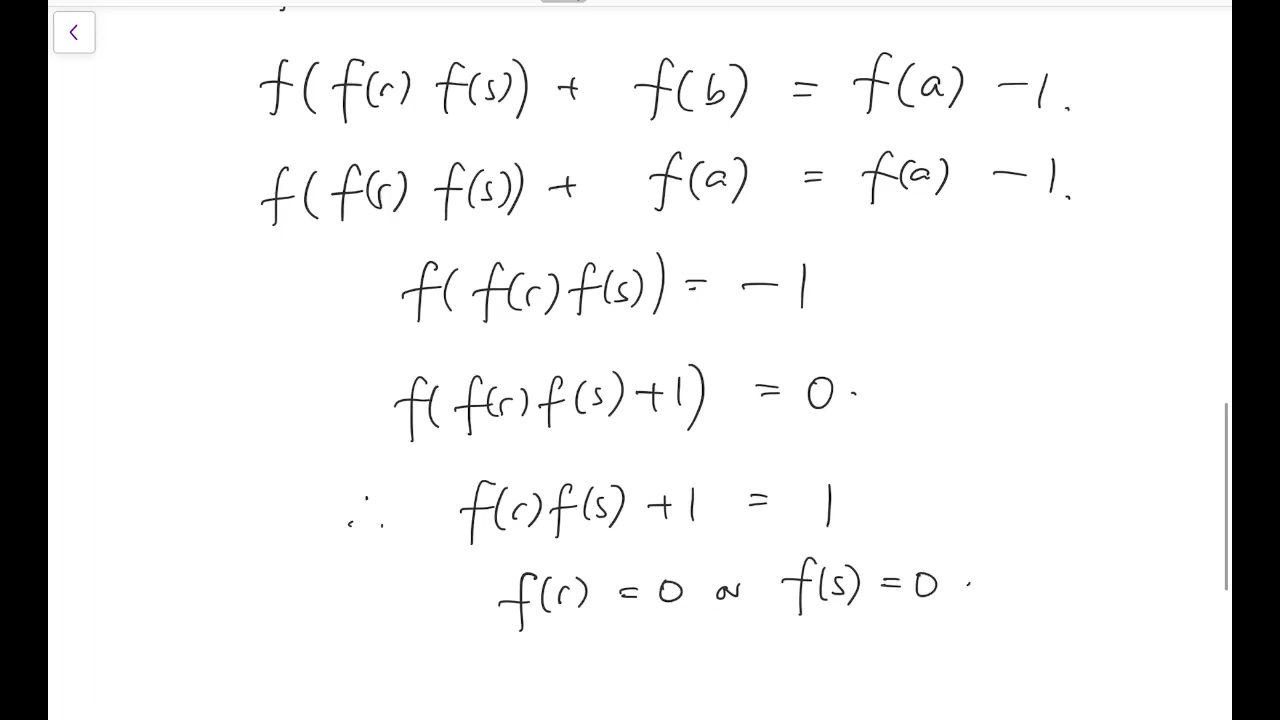 f(f(r) f(s)) + f(b) = f(a) - 1.
f(f(r) f(s)) + f(a) = f(a) - 1.
f(f(r) f(s)) = -1
f(f(r) f(s) + 1) = 0.
∴ f(r) f(s) + 1 = 1
f(r) = 0 or f(s) = 0.